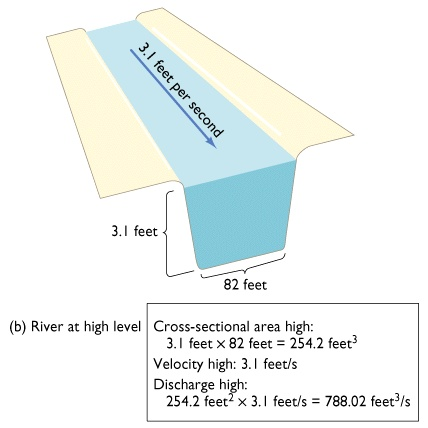 3.1 feet per second
3.1 feet
82 feet
(b) River at high level
Cross-sectional area high:
3.1 feet × 82 feet = 254.2 feet³
Velocity high: 3.1 feet/s
Discharge high:
254.2 feet² × 3.1 feet/s = 788.02 feet³/s